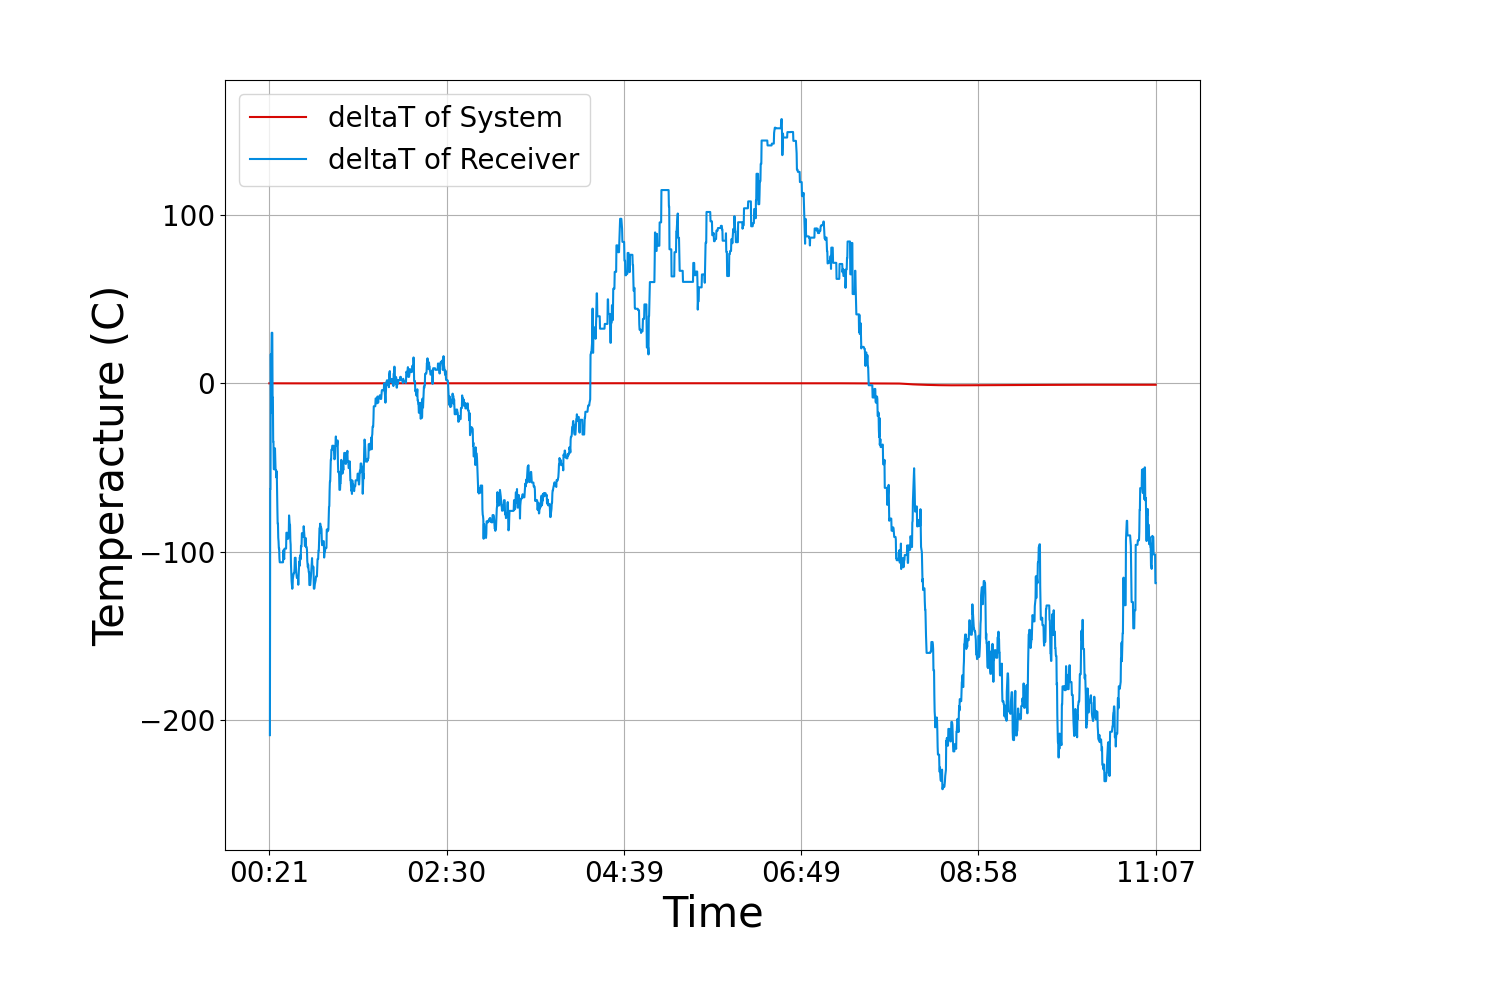 deltaT of System
deltaT of Receiver
100
0
−100
−200
Temperacture (C)
00:21 02:30 04:39 06:49 08:58 11:07
Time